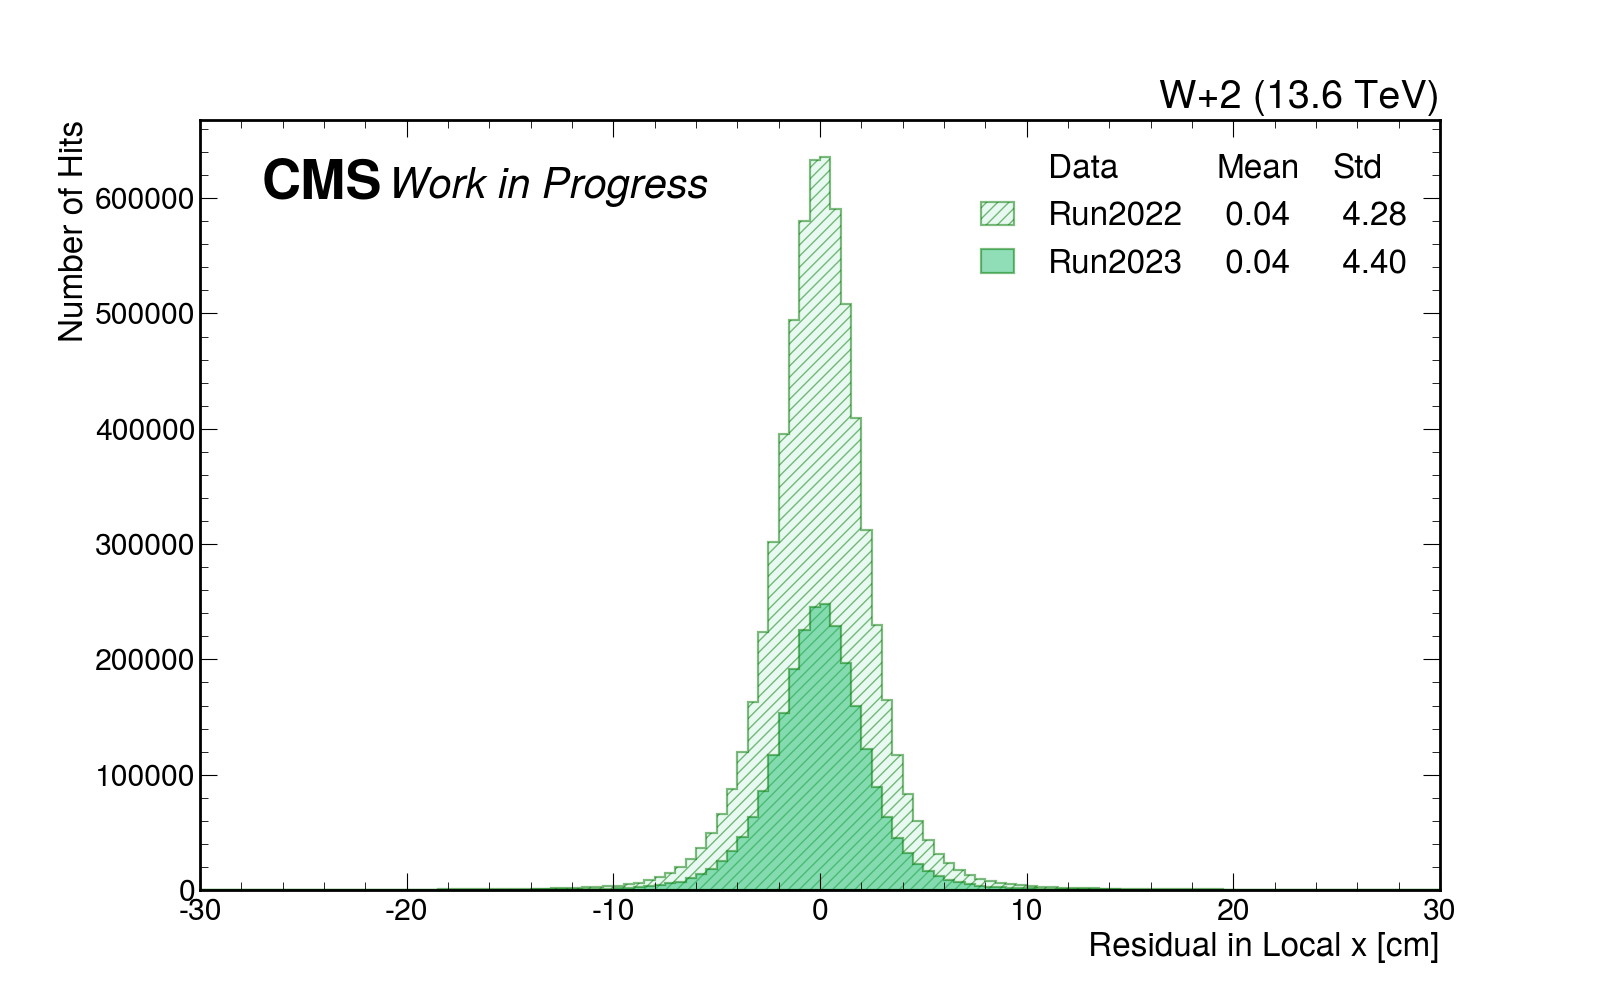 W+2 (13.6 TeV)
CMS Work in Progress
Data Mean Std
Run2022 0.04 4.28
Run2023 0.04 4.40
Number of Hits
600000
500000
400000
300000
200000
100000
0
-30 -20 -10 0 10 20 30
Residual in Local x [cm]